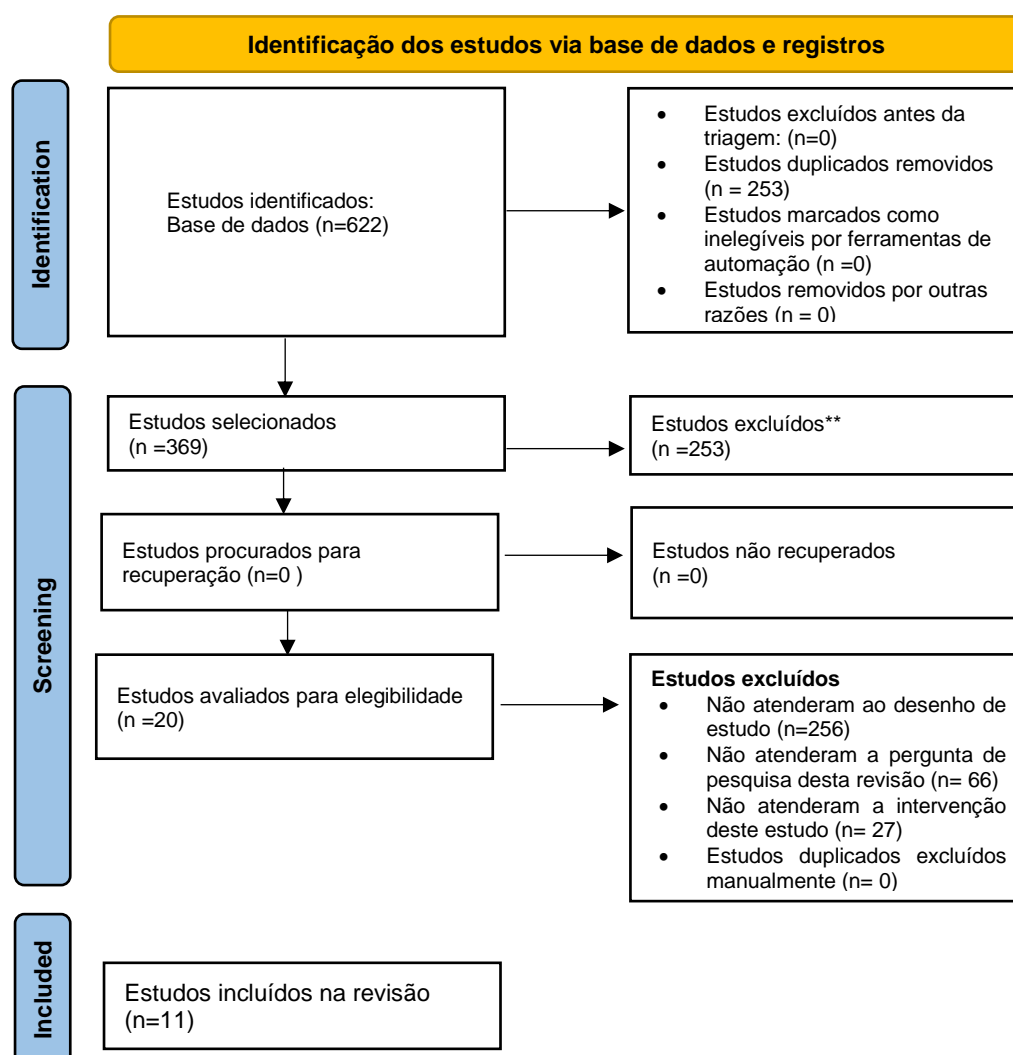 Identificação dos estudos via base de dados e registros
Identification
Estudos identificados:
Base de dados (n=622)
• Estudos excluídos antes da
triagem: (n=0)
• Estudos duplicados removidos
(n = 253)
• Estudos marcados como
inelegíveis por ferramentas de
automação (n =0)
• Estudos removidos por outras
razões (n = 0)
Screening
Estudos selecionados
(n =369)
Estudos excluídos**
(n =253)
Estudos procurados para
recuperação (n=0 )
Estudos não recuperados
(n =0)
Estudos avaliados para elegibilidade
(n =20)
Estudos excluídos
• Não atenderam ao desenho de
estudo (n=256)
• Não atenderam a pergunta de
pesquisa desta revisão (n= 66)
• Não atenderam a intervenção
deste estudo (n= 27)
• Estudos duplicados excluídos
manualmente (n= 0)
Included
Estudos incluídos na revisão
(n=11)